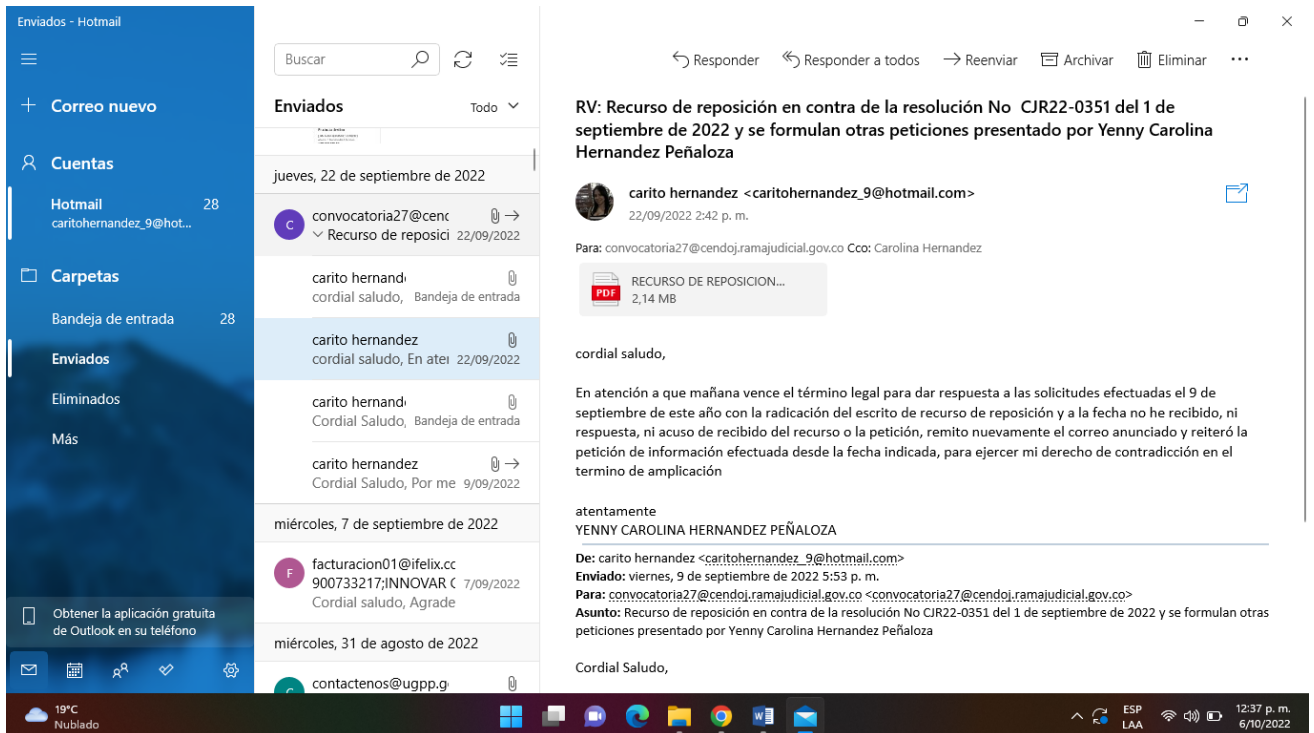 Enviados - Hotmail
Correo nuevo
Cuentas
Hotmail 28
caritohernandez_9@hot...
Carpetas
Bandeja de entrada 28
Enviados
Eliminados
Más
Obtener la aplicación gratuita
de Outlook en su teléfono
Buscar
Enviados Todo
jueves, 22 de septiembre de 2022
C
convocatoria27@cenc
Recurso de reposici 22/09/2022
carito hernand
cordial saludo, Bandeja de entrada
carito hernandez
cordial saludo, En ate 22/09/2022
carito hernand
Cordial Saludo, Bandeja de entrada
carito hernandez
Cordial Saludo, Por me 9/09/2022
miércoles, 7 de septiembre de 2022
F
facturacion01@ifelix.cc
900733217;INNOVAR C 7/09/2022
Cordial saludo, Agrade
miércoles, 31 de agosto de 2022
contactenos@ugpp.g
Responder Responder a todos Reenviar Archivar Eliminar ...
RV: Recurso de reposición en contra de la resolución No CJR22-0351 del 1 de
septiembre de 2022 y se formulan otras peticiones presentado por Yenny Carolina
Hernandez Peñaloza
carito hernandez <caritohernandez_9@hotmail.com>
22/09/2022 2:42 p. m.
Para: convocatoria27@cendoj.ramajudicial.gov.co Cco: Carolina Hernandez
PDF
RECURSO DE REPOSICION...
2,14 MB
cordial saludo,
En atención a que mañana vence el término legal para dar respuesta a las solicitudes efectuadas el 9 de
septiembre de este año con la radicación del escrito de recurso de reposición y a la fecha no he recibido, ni
respuesta, ni acuso de recibido del recurso o la petición, remito nuevamente el correo anunciado y reiteró la
petición de información efectuada desde la fecha indicada, para ejercer mi derecho de contradicción en el
termino de amplicación
atentamente
YENNY CAROLINA HERNANDEZ PEÑALOZA
De: carito hernandez <caritohernandez_9@hotmail.com>
Enviado: viernes, 9 de septiembre de 2022 5:53 p. m.
Para: convocatoria27@cendoj.ramajudicial.gov.co <convocatoria27@cendoj.ramajudicial.gov.co>
Asunto: Recurso de reposición en contra de la resolución No CJR22-0351 del 1 de septiembre de 2022 y se formulan otras
peticiones presentado por Yenny Carolina Hernandez Peñaloza
Cordial Saludo,
19°C
Nublado
ESP
LAA
12:37 p. m.
6/10/2022